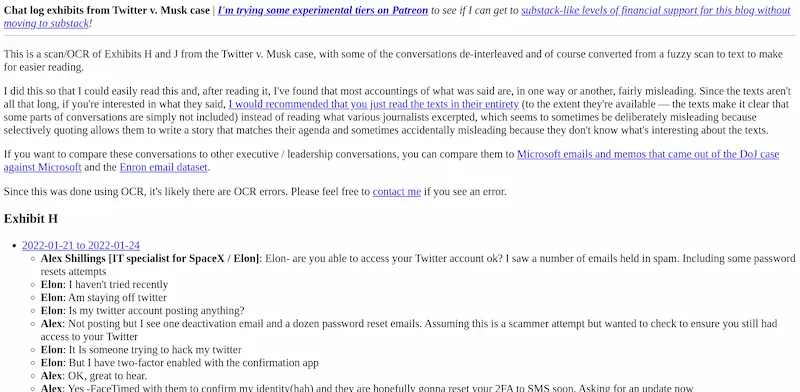 Chat log exhibits from Twitter v. Musk case | I'm trying some experimental tiers on Patreon to see if I can get to substack-like levels of financial support for this blog without
moving to substack!
This is a scan/OCR of Exhibits H and J from the Twitter v. Musk case, with some of the conversations de-interleaved and of course converted from a fuzzy scan to text to make
for easier reading.
I did this so that I could easily read this and, after reading it, I've found that most accountings of what was said are, in one way or another, fairly misleading. Since the texts aren't
all that long, if you're interested in what they said, I would recommended that you just read the texts in their entirety (to the extent they're available — the texts make it clear that
some parts of conversations are simply not included) instead of reading what various journalists excerpted, which seems to sometimes be deliberately misleading because
selectively quoting allows them to write a story that matches their agenda and sometimes accidentally misleading because they don't know what's interesting about the texts.
If you want to compare these conversations to other executive / leadership conversations, you can compare them to Microsoft emails and memos that came out of the DoJ case
against Microsoft and the Enron email dataset.
Since this was done using OCR, it's likely there are OCR errors. Please feel free to contact me if you see an error.
Exhibit H
• 2022-01-21 to 2022-01-24
◦ Alex Shillings [IT specialist for SpaceX / Elon]: Elon- are you able to access your Twitter account ok? I saw a number of emails held in spam. Including some password
resets attempts
◦ Elon: I haven't tried recently
◦ Elon: Am staying off twitter
◦ Elon: Is my twitter account posting anything?
◦ Alex: Not posting but I see one deactivation email and a dozen password reset emails. Assuming this is a scammer attempt but wanted to check to ensure you still had
access to your Twitter
◦ Elon: It Is someone trying to hack my twitter
◦ Elon: But I have two-factor enabled with the confirmation app
◦ Alex: OK, great to hear.
◦ Alex: Yes -FaceTimed with them to confirm my identity(hah) and they are hopefully gonna reset your 2FA to SMS soon. Asking for an update now